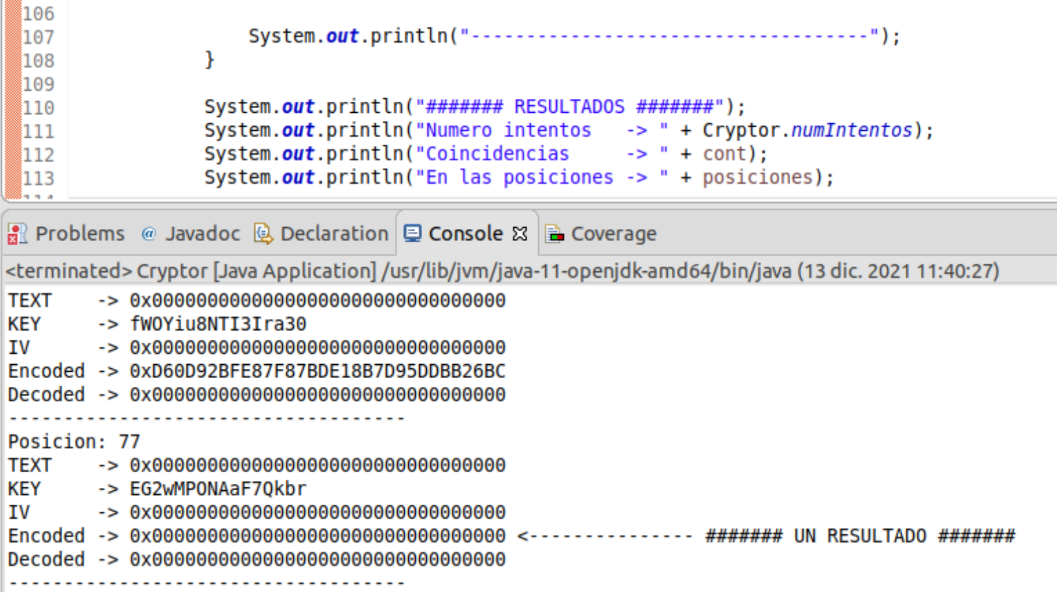 106
107 System.out.println("------------------------------------");
108 }
109
110 System.out.println("####### RESULTADOS #######");
111 System.out.println("Numero intentos   -> " + Cryptor.numIntentos);
112 System.out.println("Coincidencias     -> " + cont);
113 System.out.println("En las posiciones -> " + posiciones);
Problems @ Javadoc Declaration Console Coverage
<terminated> Cryptor [Java Application] /usr/lib/jvm/java-11-openjdk-amd64/bin/java (13 dic. 2021 11:40:27)
TEXT    -> 0x00000000000000000000000000000000
KEY     -> fWOYiu8NTI3Ira30
IV      -> 0x00000000000000000000000000000000
Encoded -> 0xD60D92BFE87F87BDE18B7D95DDBB26BC
Decoded -> 0x00000000000000000000000000000000
------------------------------------
Posicion: 77
TEXT    -> 0x00000000000000000000000000000000
KEY     -> EG2wMPONAaF7Qkbr
IV      -> 0x00000000000000000000000000000000
Encoded -> 0x00000000000000000000000000000000 <--------------- ####### UN RESULTADO #######
Decoded -> 0x00000000000000000000000000000000
------------------------------------